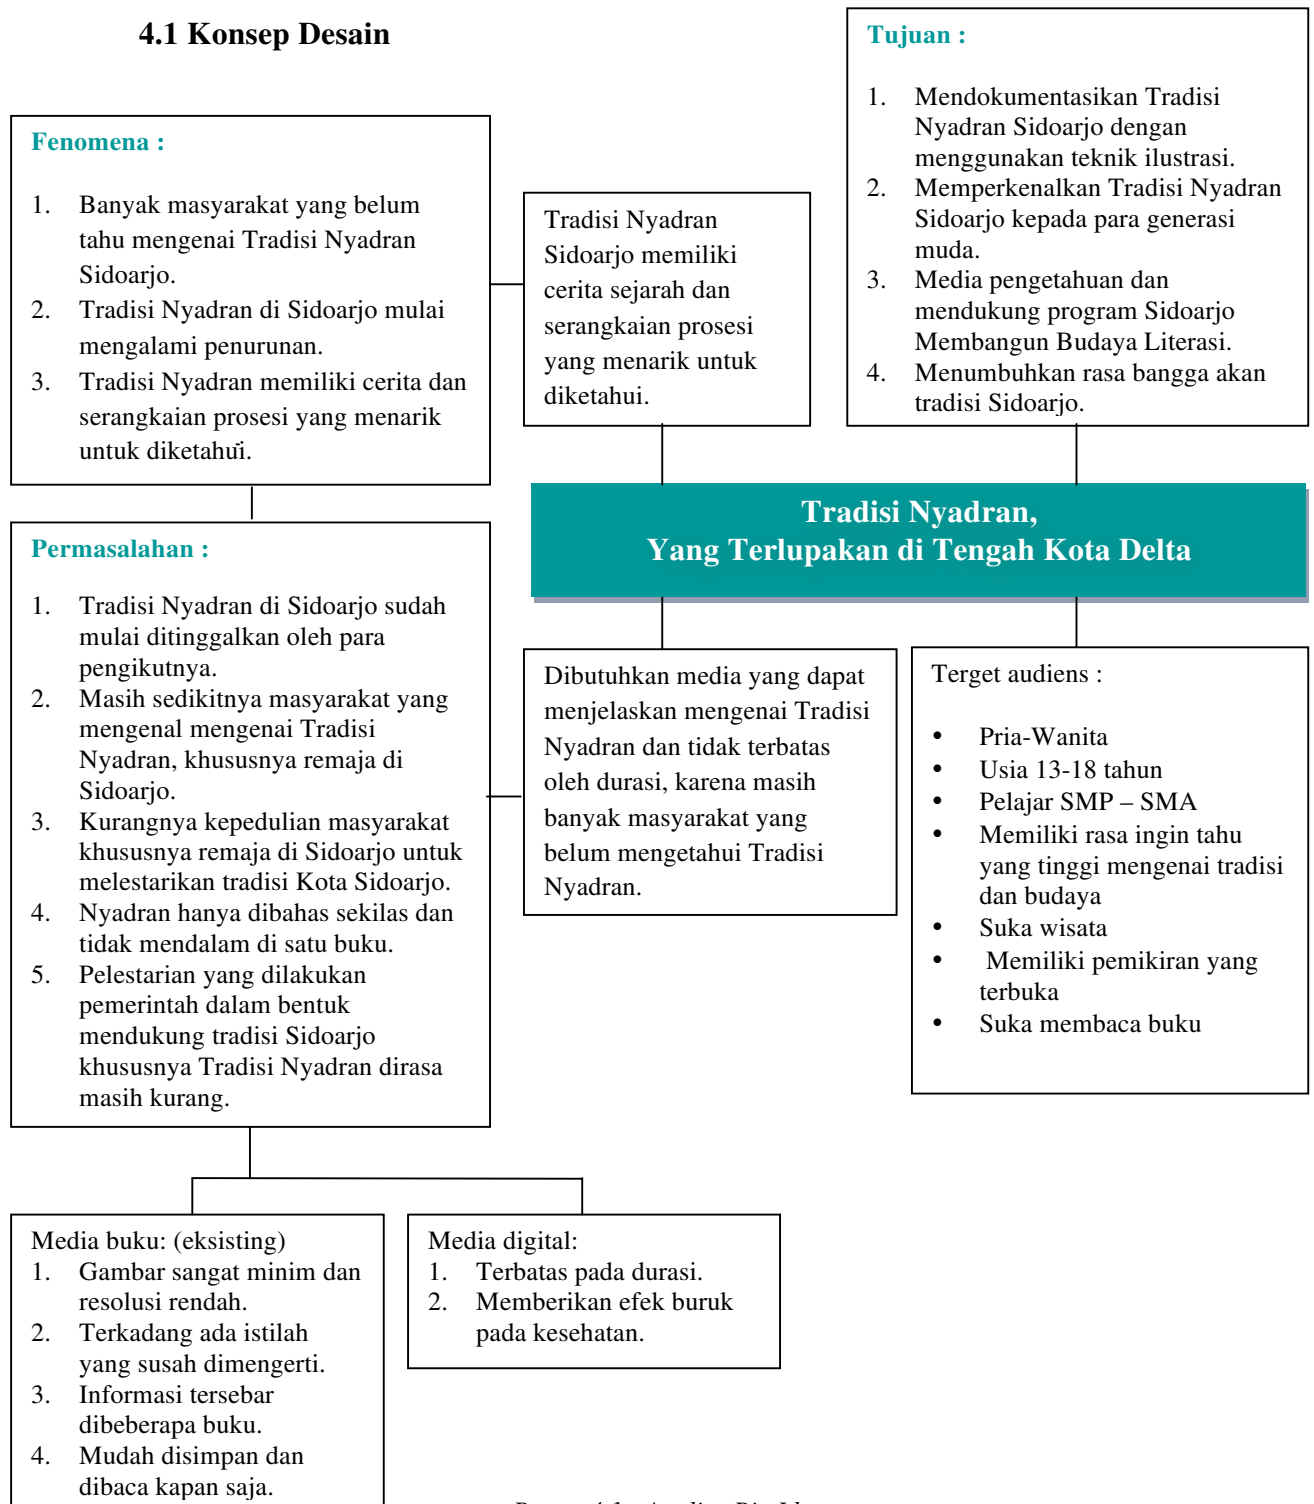 4.1 Konsep Desain
Fenomena :
1. Banyak masyarakat yang belum
tahu mengenai Tradisi Nyadran
Sidoarjo.
2. Tradisi Nyadran di Sidoarjo mulai
mengalami penurunan.
3. Tradisi Nyadran memiliki cerita dan
serangkaian prosesi yang menarik
untuk diketahui.
Tradisi Nyadran
Sidoarjo memiliki
cerita sejarah dan
serangkaian prosesi
yang menarik untuk
diketahui.
Tujuan :
1. Mendokumentasikan Tradisi
Nyadran Sidoarjo dengan
menggunakan teknik ilustrasi.
2. Memperkenalkan Tradisi Nyadran
Sidoarjo kepada para generasi
muda.
3. Media pengetahuan dan
mendukung program Sidoarjo
Membangun Budaya Literasi.
4. Menumbuhkan rasa bangga akan
tradisi Sidoarjo.
Tradisi Nyadran,
Yang Terlupakan di Tengah Kota Delta
Permasalahan :
1. Tradisi Nyadran di Sidoarjo sudah
mulai ditinggalkan oleh para
pengikutnya.
2. Masih sedikitnya masyarakat yang
mengenal mengenai Tradisi
Nyadran, khususnya remaja di
Sidoarjo.
3. Kurangnya kepedulian masyarakat
khususnya remaja di Sidoarjo untuk
melestarikan tradisi Kota Sidoarjo.
4. Nyadran hanya dibahas sekilas dan
tidak mendalam di satu buku.
5. Pelestarian yang dilakukan
pemerintah dalam bentuk
mendukung tradisi Sidoarjo
khususnya Tradisi Nyadran dirasa
masih kurang.
Dibutuhkan media yang dapat
menjelaskan mengenai Tradisi
Nyadran dan tidak terbatas
oleh durasi, karena masih
banyak masyarakat yang
belum mengetahui Tradisi
Nyadran.
Terget audiens :
• Pria-Wanita
• Usia 13-18 tahun
• Pelajar SMP – SMA
• Memiliki rasa ingin tahu
yang tinggi mengenai tradisi
dan budaya
• Suka wisata
• Memiliki pemikiran yang
terbuka
• Suka membaca buku
Media buku: (eksisting)
1. Gambar sangat minim dan
resolusi rendah.
2. Terkadang ada istilah
yang susah dimengerti.
3. Informasi tersebar
dibeberapa buku.
4. Mudah disimpan dan
dibaca kapan saja.
Media digital:
1. Terbatas pada durasi.
2. Memberikan efek buruk
pada kesehatan.